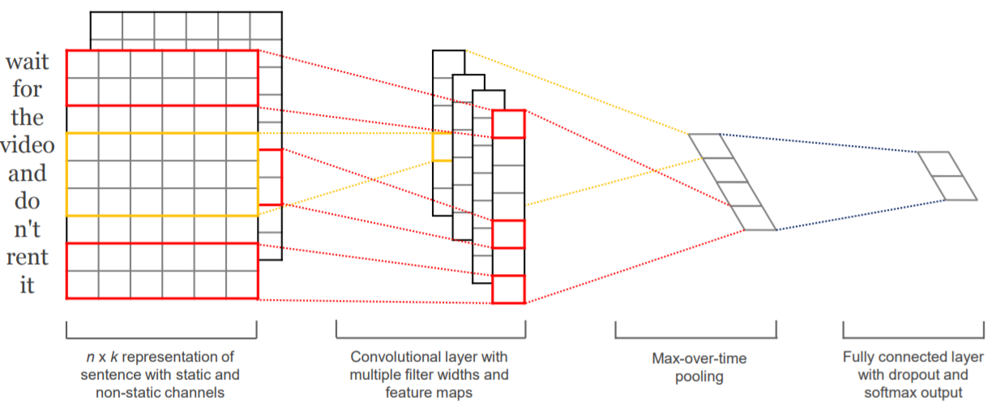 wait
for
the
video
and
do
n't
rent
it
n x k representation of
sentence with static and
non-static channels
Convolutional layer with
multiple filter widths and
feature maps
Max-over-time
pooling
Fully connected layer
with dropout and
softmax output